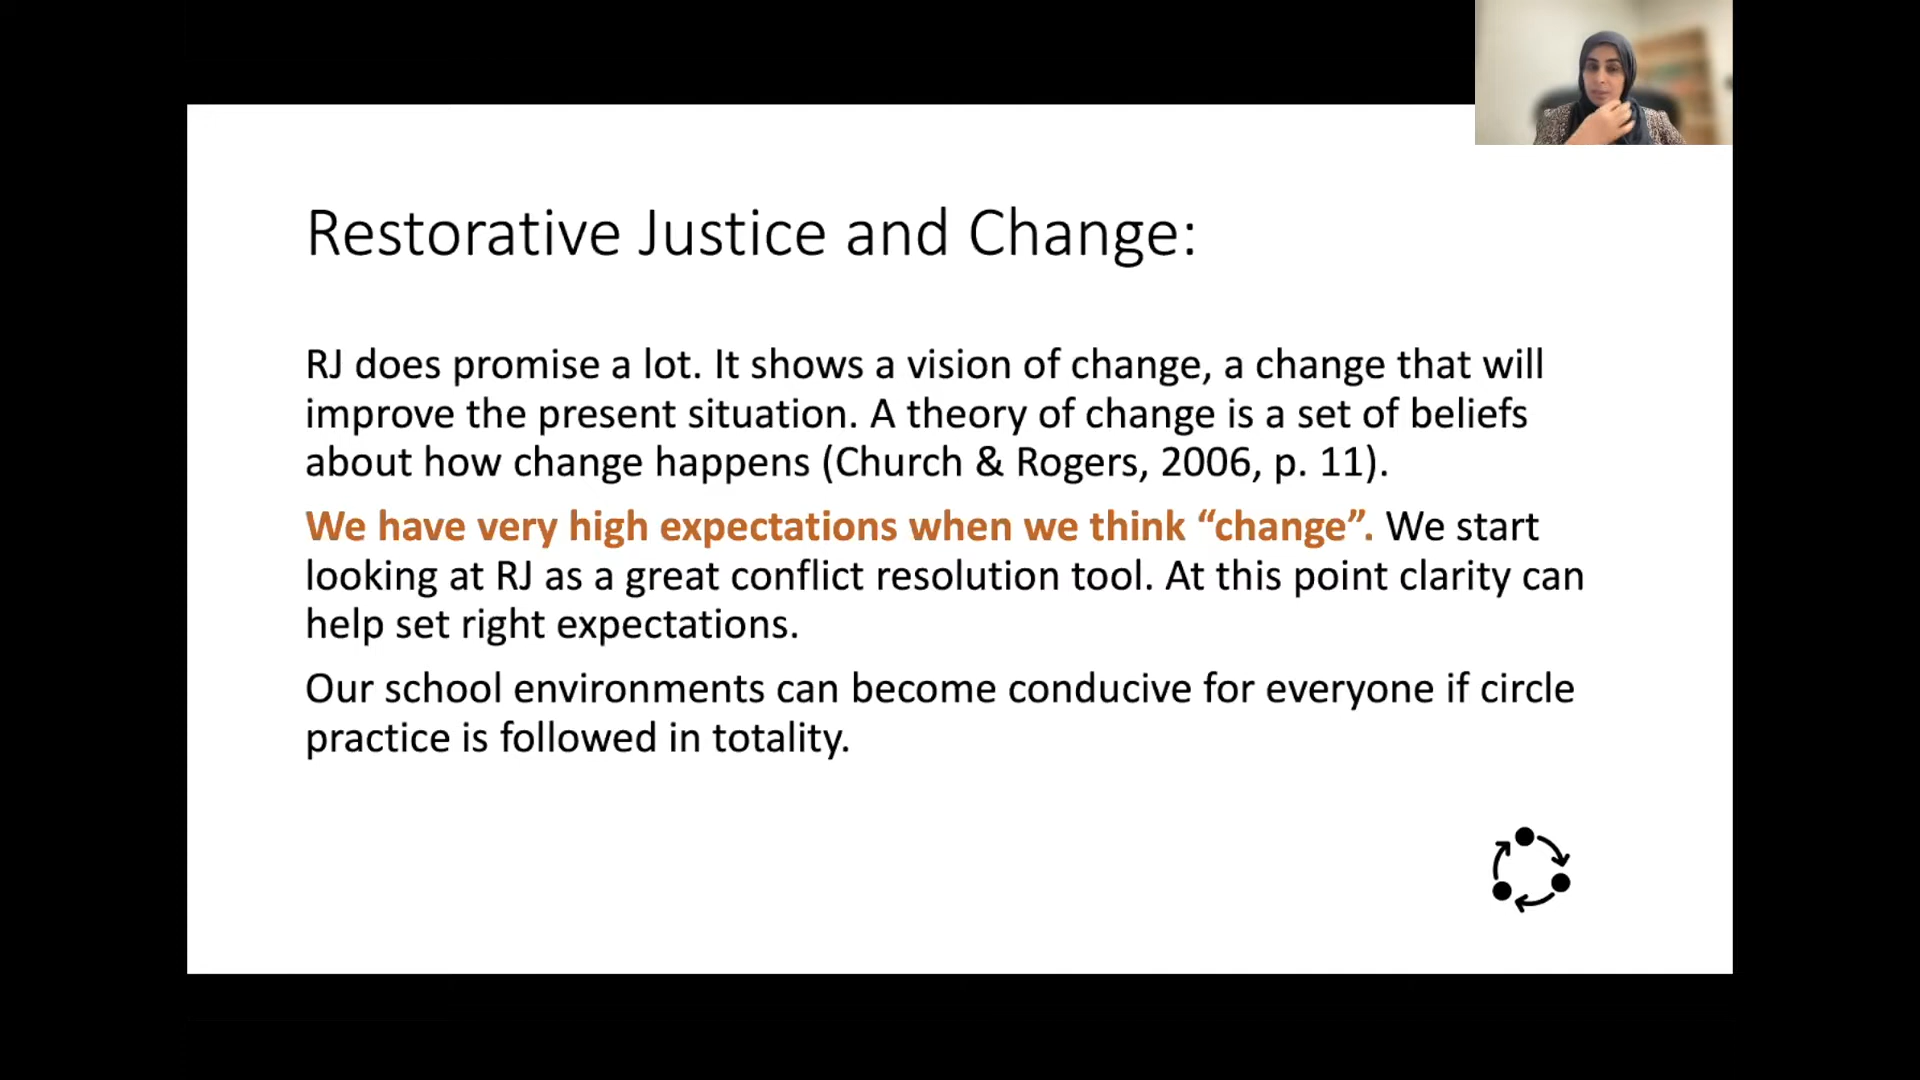 Restorative Justice and Change:
RJ does promise a lot. It shows a vision of change, a change that will
improve the present situation. A theory of change is a set of beliefs
about how change happens (Church & Rogers, 2006, p. 11).
We have very high expectations when we think “change”. We start
looking at RJ as a great conflict resolution tool. At this point clarity can
help set right expectations.
Our school environments can become conducive for everyone if circle
practice is followed in totality.